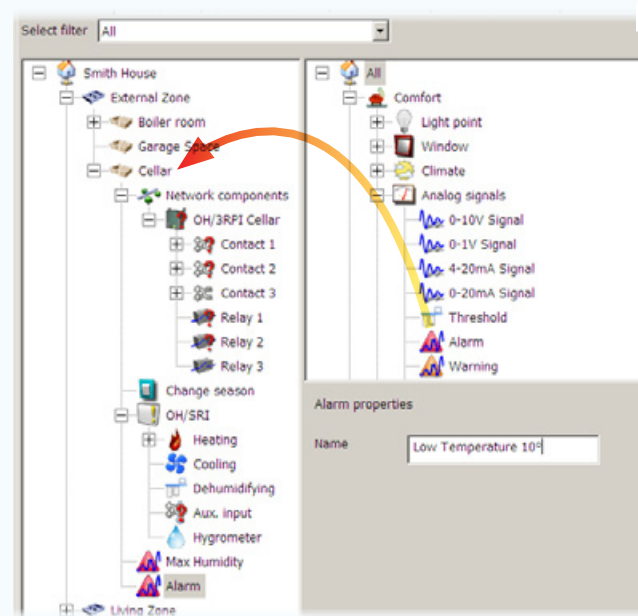 Select filter All
Smith House
External Zone
Boiler room
Garage Space
Cellar
Network components
OH/3RPI Cellar
Contact 1
Contact 2
Contact 3
Relay 1
Relay 2
Relay 3
Change season
OH/SRI
Heating
Cooling
Dehumidifying
Aux. input
Hygrometer
Max Humidity
Alarm
Living Zone
All
Comfort
Light point
Window
Climate
Analog signals
0-10V Signal
0-1V Signal
4-20mA Signal
0-20mA Signal
Threshold
Alarm
Warning
Alarm properties
Name Low Temperature 10º